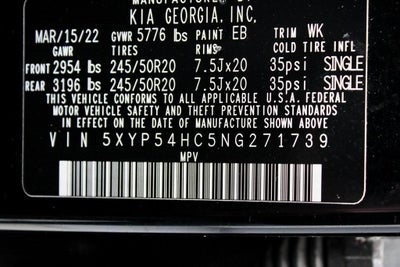 MANUFACTURED BY
KIA GEORGIA, INC.
MAR/15/22 GVWR 5776 lbs PAINT EB TRIM WK
GAWR TIRES RIMS COLD TIRE INFL
FRONT 2954 lbs 245/50R20 7.5Jx20 35psi SINGLE
REAR 3196 lbs 245/50R20 7.5Jx20 35psi SINGLE
THIS VEHICLE CONFORMS TO ALL APPLICABLE U.S.A. FEDERAL
MOTOR VEHICLE SAFETY AND THEFT PREVENTION STANDARDS
IN EFFECT ON THE DATE OF MANUFACTURE SHOWN ABOVE
VIN 5XYP54HC5NG271739
MPV